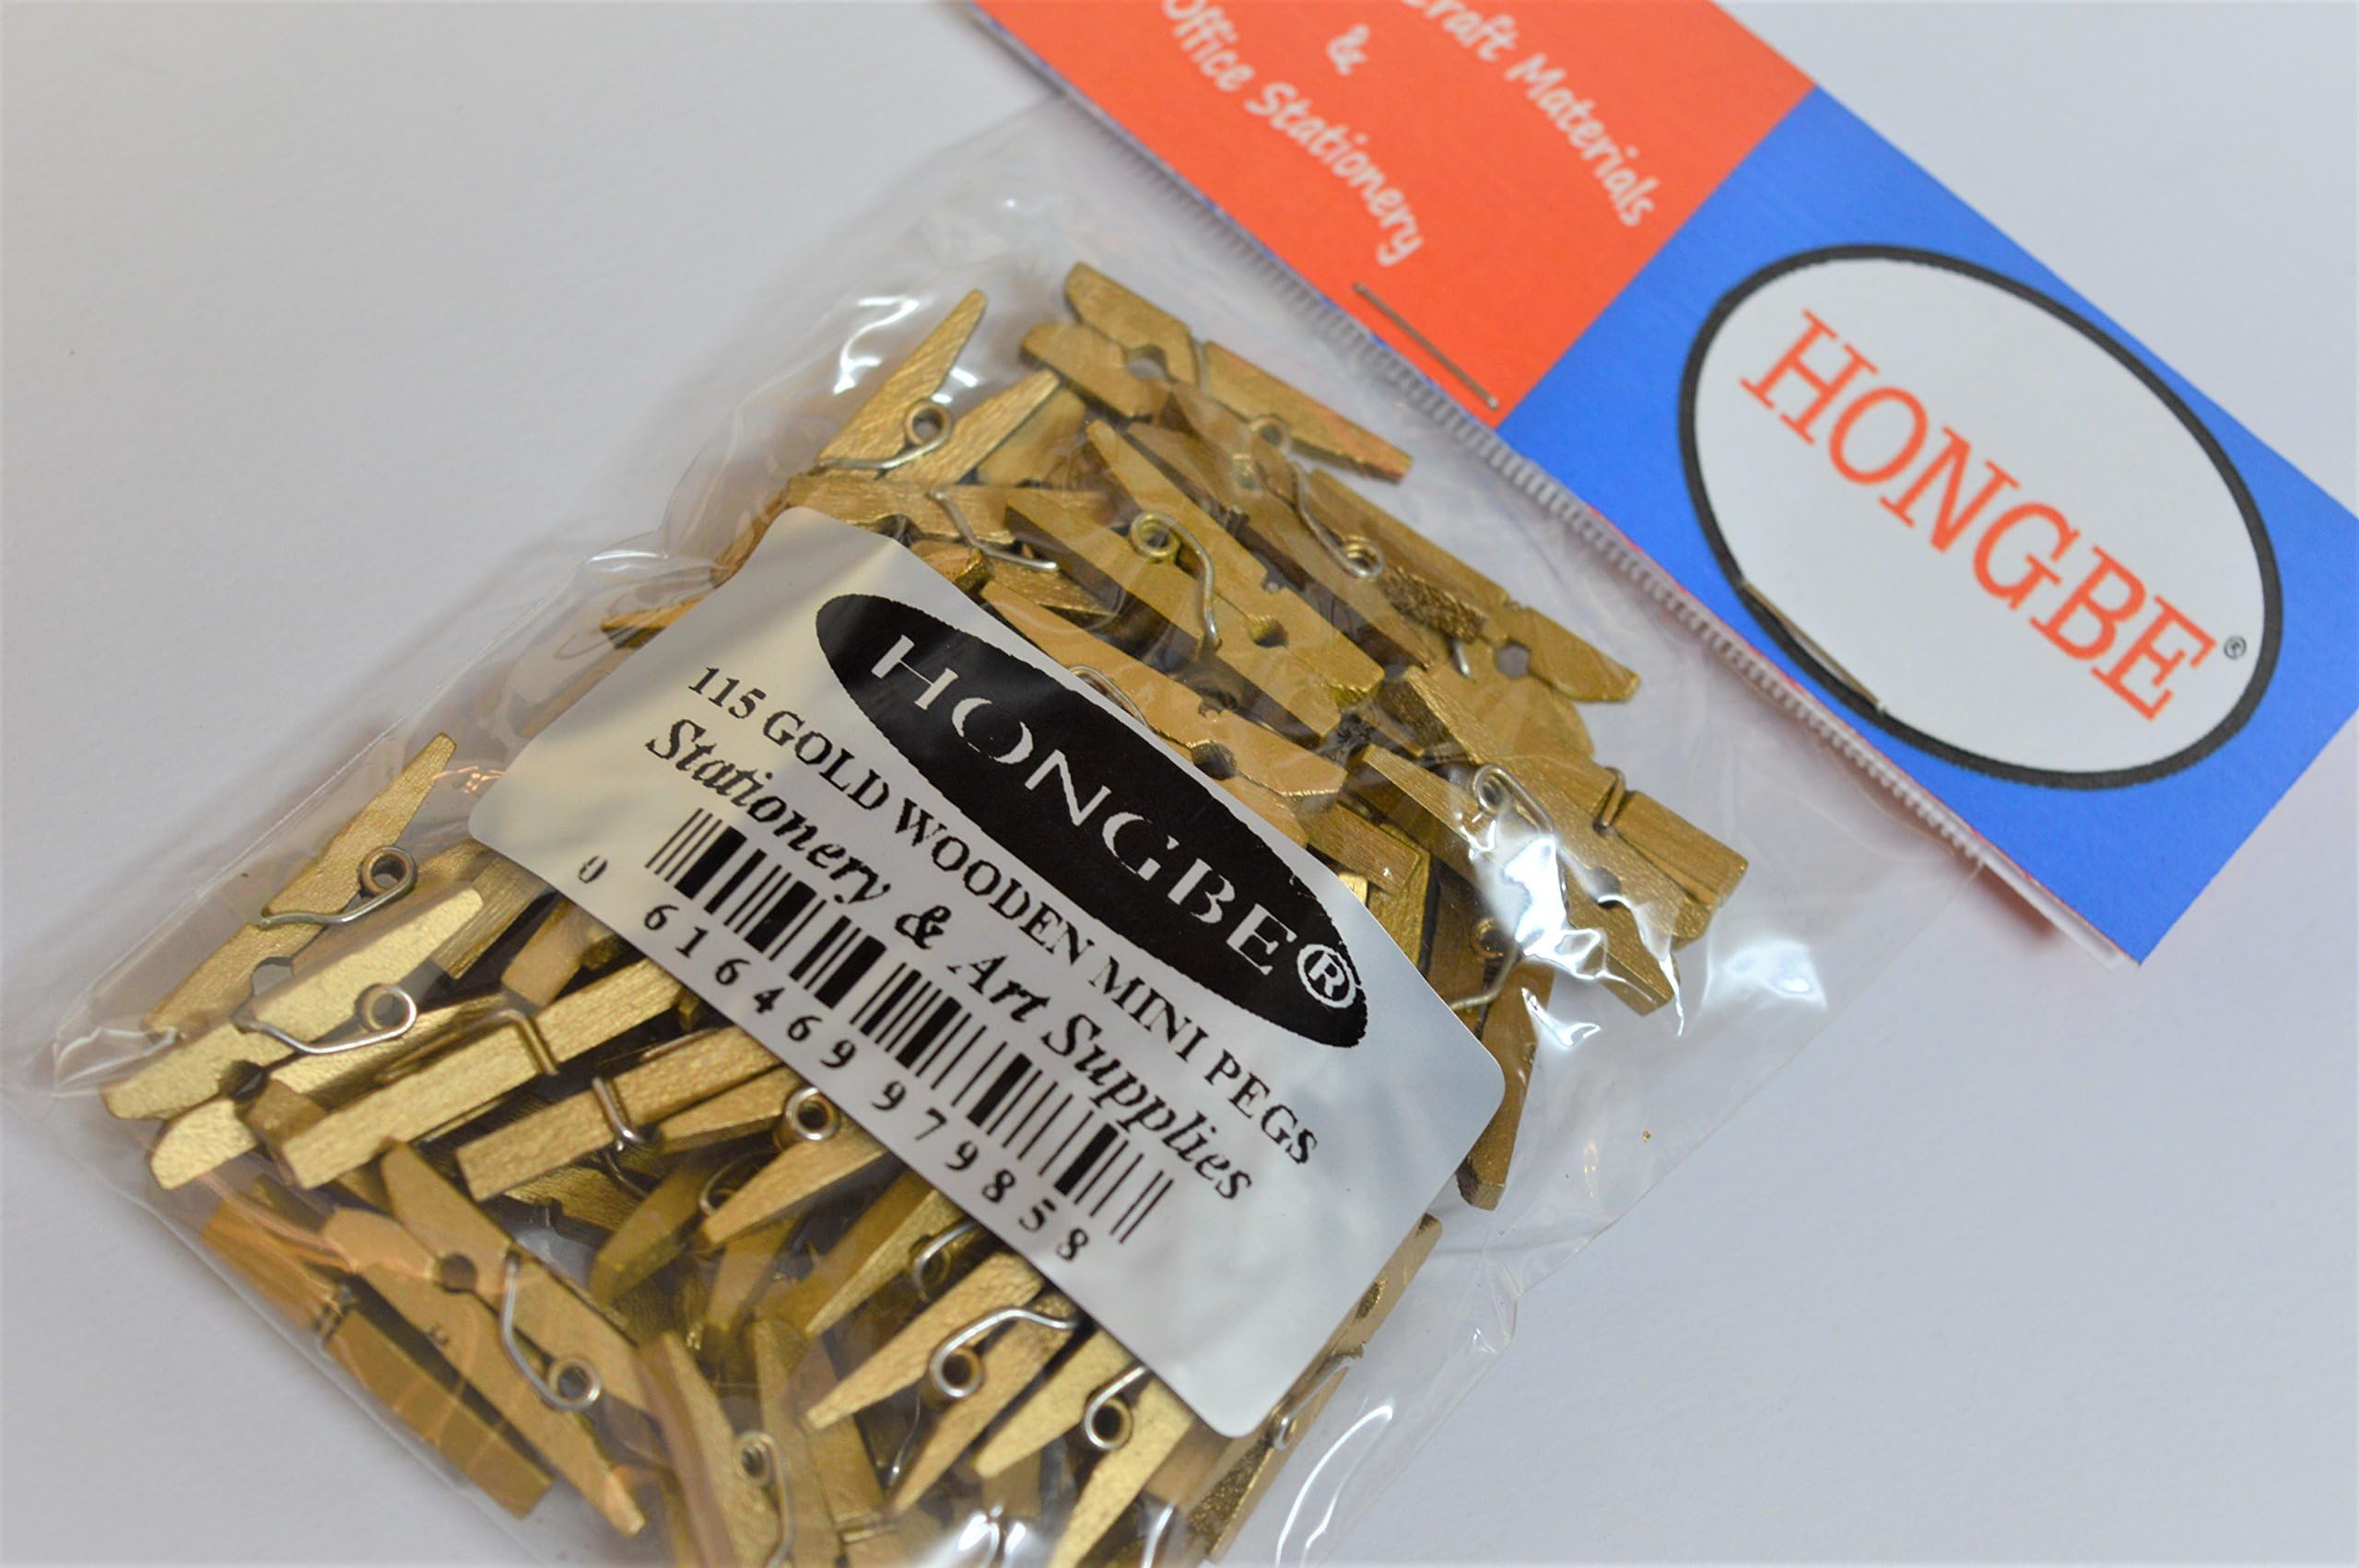 Craft Materials
&
Office Stationery
HONGBE®
HONGBE®
115 GOLD WOODEN MINI PEGS
Stationery & Art Supplies
0 616469 979858